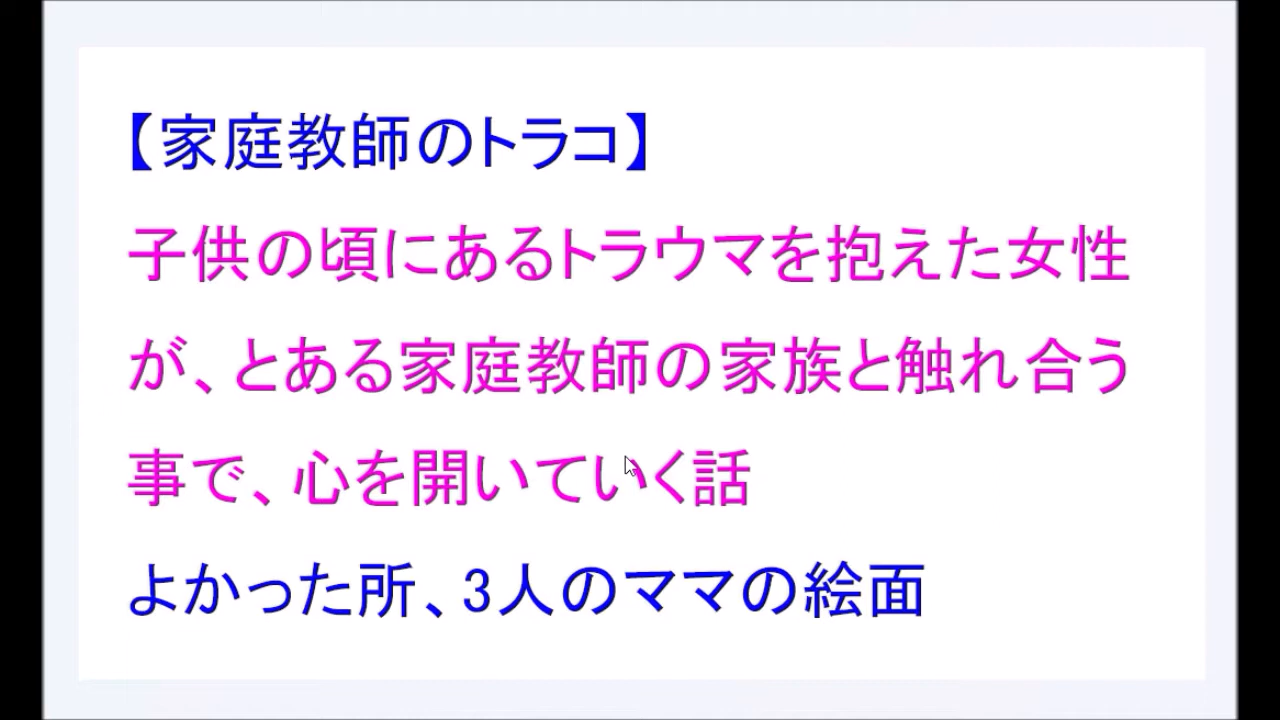 【家庭教師のトラコ】
子供の頃にあるトラウマを抱えた女性
が、とある家庭教師の家族と触れ合う
事で、心を開いていく話
よかった所、3人のママの絵面